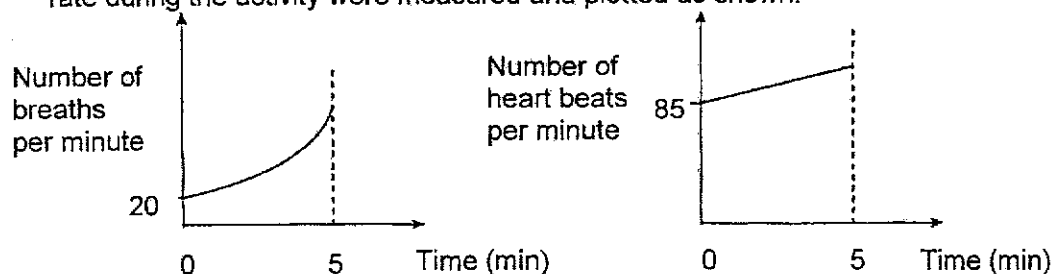 rate during the activity were measured and plotted as shown.
Number of
breaths
per minute
20
0
5
Time (min)
Number of
heart beats
per minute
85
0
5
Time (min)